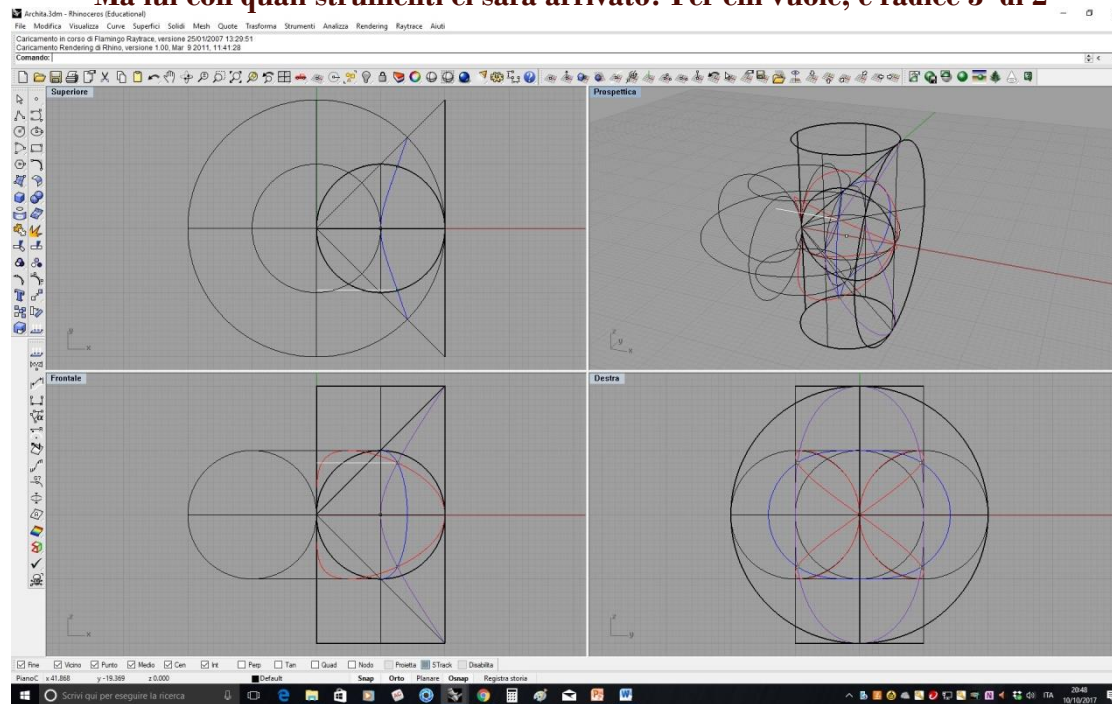 Ma lui con quali strumenti ci sarà arrivato? Per chi vuole, è radice 3^ di 2
Archita.3dm - Rhinoceros (Educational)
File Modifica Visualizza Curve Superfici Solidi Mesh Quote Trasforma Strumenti Analizza Rendering Raytrace Aiuti
Caricamento in corso di Flamingo Raytrace, versione 25/01/2007 13:29:51
Caricamento Rendering di Rhino, versione 1.00, Mar 9 2011, 11:41:28
Comando:
Superiore
Prospettica
y
x
z
y
x
Frontale
Destra
z
x
z
y
Fine Vicino Punto Medio Cen Int Perp Tan Quad Nodo Proietta STrack Disabilita
PianoC x 41.868 y -19.369 z 0.000 Default Snap Orto Planare Osnap Registra storia
Scrivi qui per eseguire la ricerca
ITA
20:48
10/10/2017